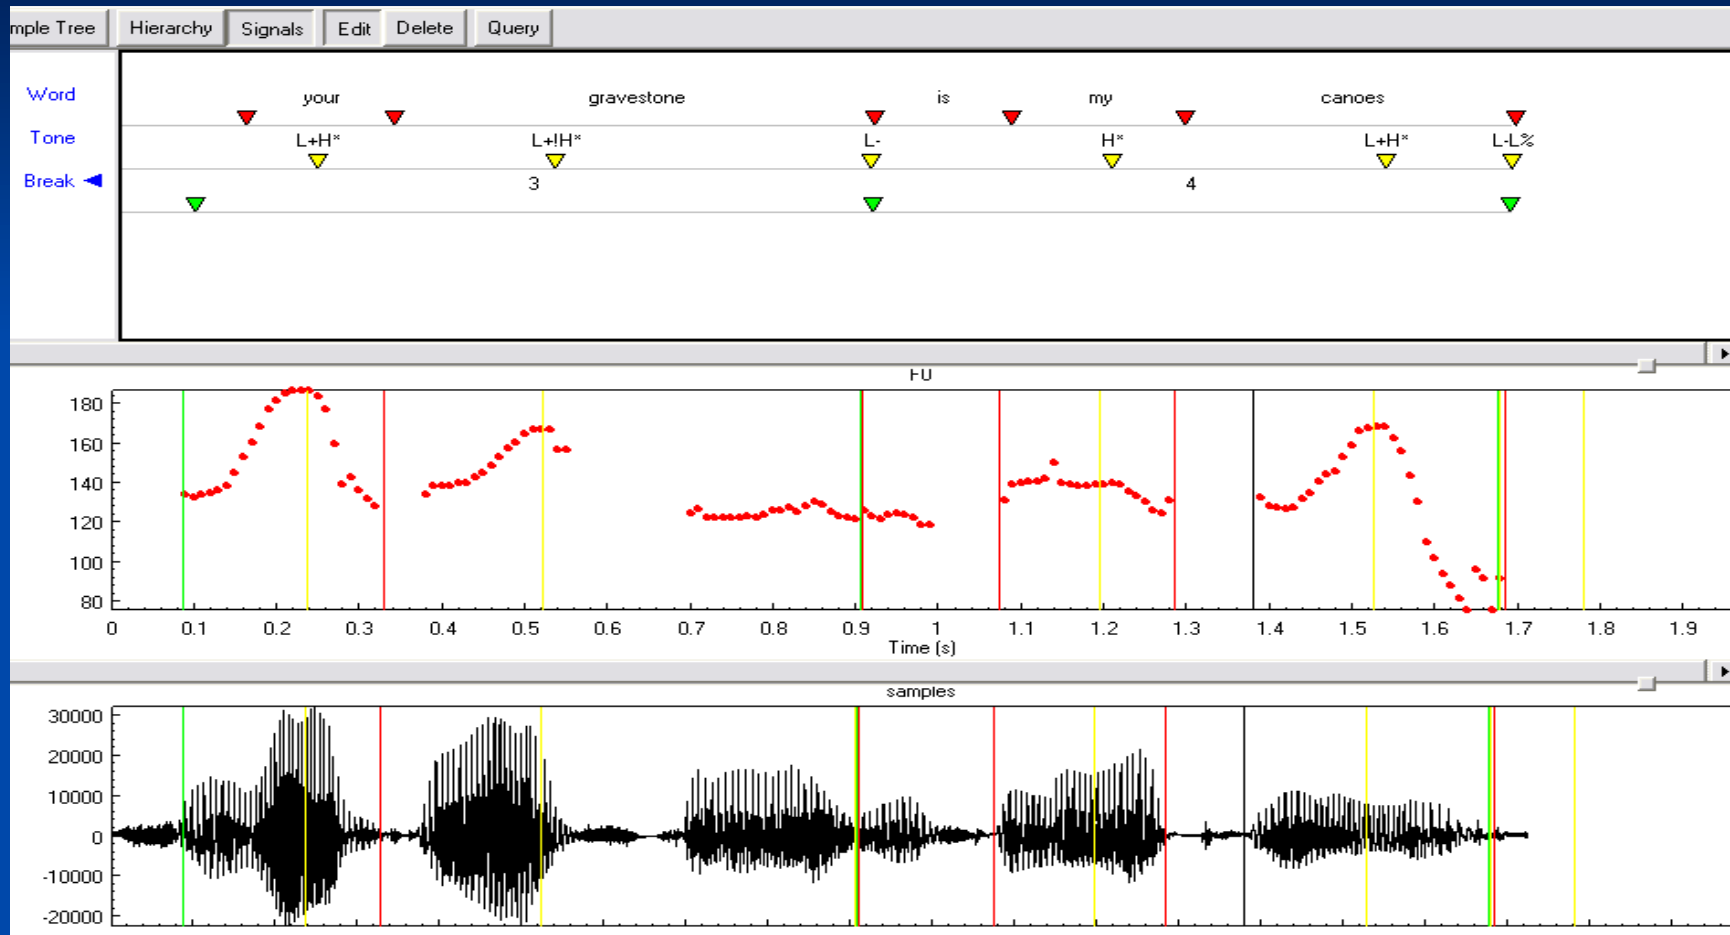 mple Tree Hierarchy Signals Edit Delete Query
Word your gravestone is my canoes
Tone L+H* L+!H* L- H* L+H* L-L%
Break 3 4
F0
180
160
140
120
100
80
0 0.1 0.2 0.3 0.4 0.5 0.6 0.7 0.8 0.9 1 1.1 1.2 1.3 1.4 1.5 1.6 1.7 1.8 1.9
Time (s)
samples
30000
20000
10000
0
-10000
-20000